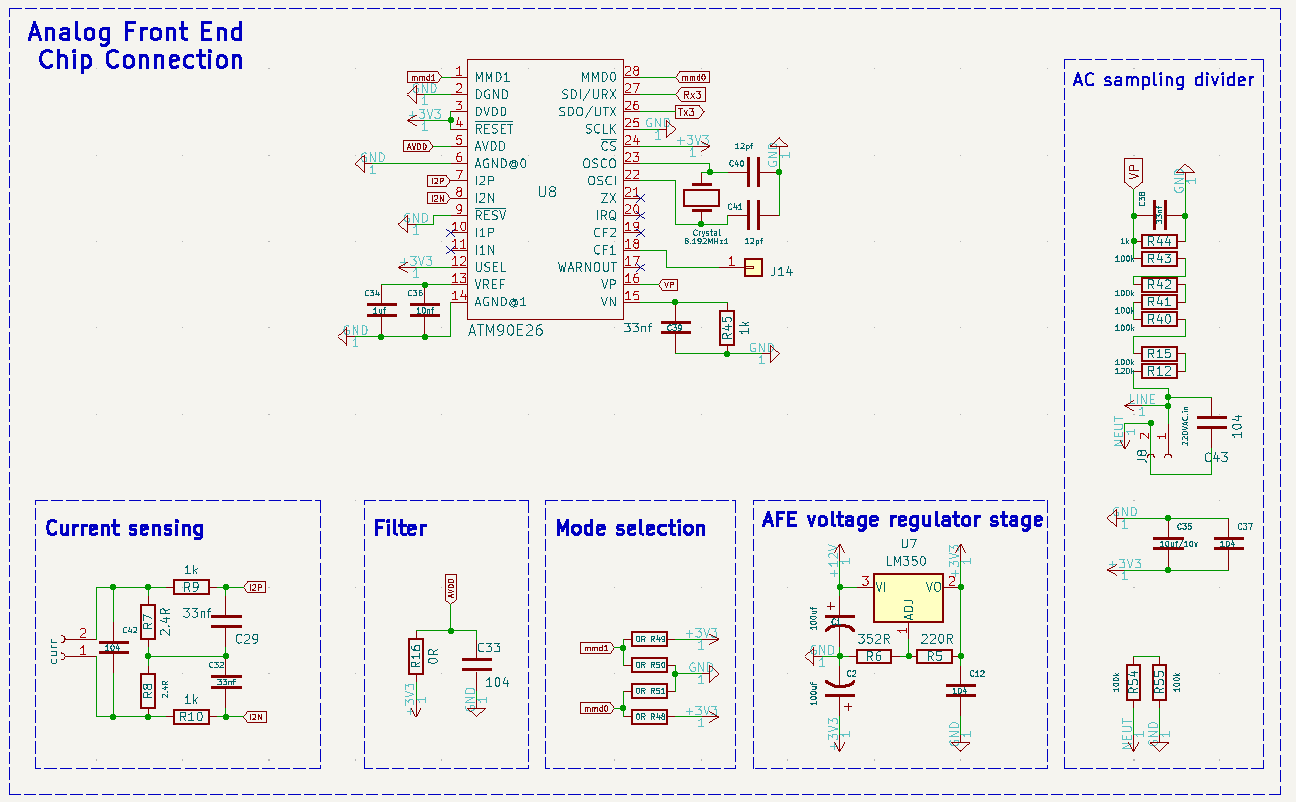 Analog Front End
Chip Connection
AC sampling divider
mmd1
1
MMD1
MMD0
28
mmd0
GND
1
2
DGND
SDI/URX
27
Rx3
+3V3
1
3
DVDD
SDO/UTX
26
Tx3
4
RESET
SCLK
25
GND
1
AVDD
5
AVDD
CS
24
+3V3
1
GND
1
6
AGND@0
OSCO
23
I2P
7
I2P
OSCI
22
I2N
8
I2N
U8
ZX
21
GND
1
9
RESV
IRQ
20
10
I1P
CF2
19
11
I1N
CF1
18
+3V3
1
12
USEL
WARNOUT
17
13
VREF
VP
16
VP
14
AGND@1
VN
15
ATM90E26
12pf
C40
GND
1
C41
12pf
Crystal
8.192MHz1
1
J14
C34
1uf
C36
10nf
GND
1
33nf
C39
R45
1k
GND
1
VP
C38
33nf
GND
1
1k
R44
100k
R43
R42
100k
R41
R40
100k
R15
100k
R12
120k
LINE
1
NEUT
1
2
1
J8
220VAC.in
104
C43
GND
1
C35
10uf/10v
C37
104
+3V3
1
100k
R54
R55
100k
NEUT
1
GND
1
Current sensing
1k
R9
I2P
33nf
C29
R7
2.4R
C42
104
curr
2
1
C32
33nf
R8
2.4R
1k
R10
I2N
Filter
AVDD
R16
0R
C33
104
+3V3
1
GND
1
Mode selection
mmd1
0R R49
+3V3
1
0R R50
GND
1
0R R51
mmd0
0R R48
+3V3
1
AFE voltage regulator stage
U7
LM350
+12V
1
3
VI
VO
2
+3V3
1
ADJ
1
100uf
+
C1
GND
1
352R
R6
220R
R5
100uf
C2
+
C12
104
+3V3
1
GND
1